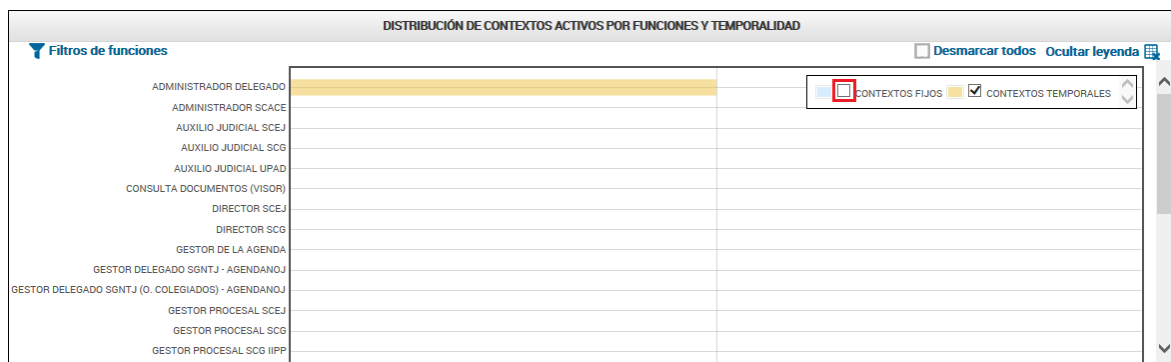 DISTRIBUCIÓN DE CONTEXTOS ACTIVOS POR FUNCIONES Y TEMPORALIDAD
Filtros de funciones
Desmarcar todos Ocultar leyenda
CONTEXTOS FIJOS CONTEXTOS TEMPORALES
ADMINISTRADOR DELEGADO
ADMINISTRADOR SCACE
AUXILIO JUDICIAL SCEJ
AUXILIO JUDICIAL SCG
AUXILIO JUDICIAL UPAD
CONSULTA DOCUMENTOS (VISOR)
DIRECTOR SCEJ
DIRECTOR SCG
GESTOR DE LA AGENDA
GESTOR DELEGADO SGNTJ - AGENDANOJ
GESTOR DELEGADO SGNTJ (O. COLEGIADOS) - AGENDANOJ
GESTOR PROCESAL SCEJ
GESTOR PROCESAL SCG
GESTOR PROCESAL SCG IIPP